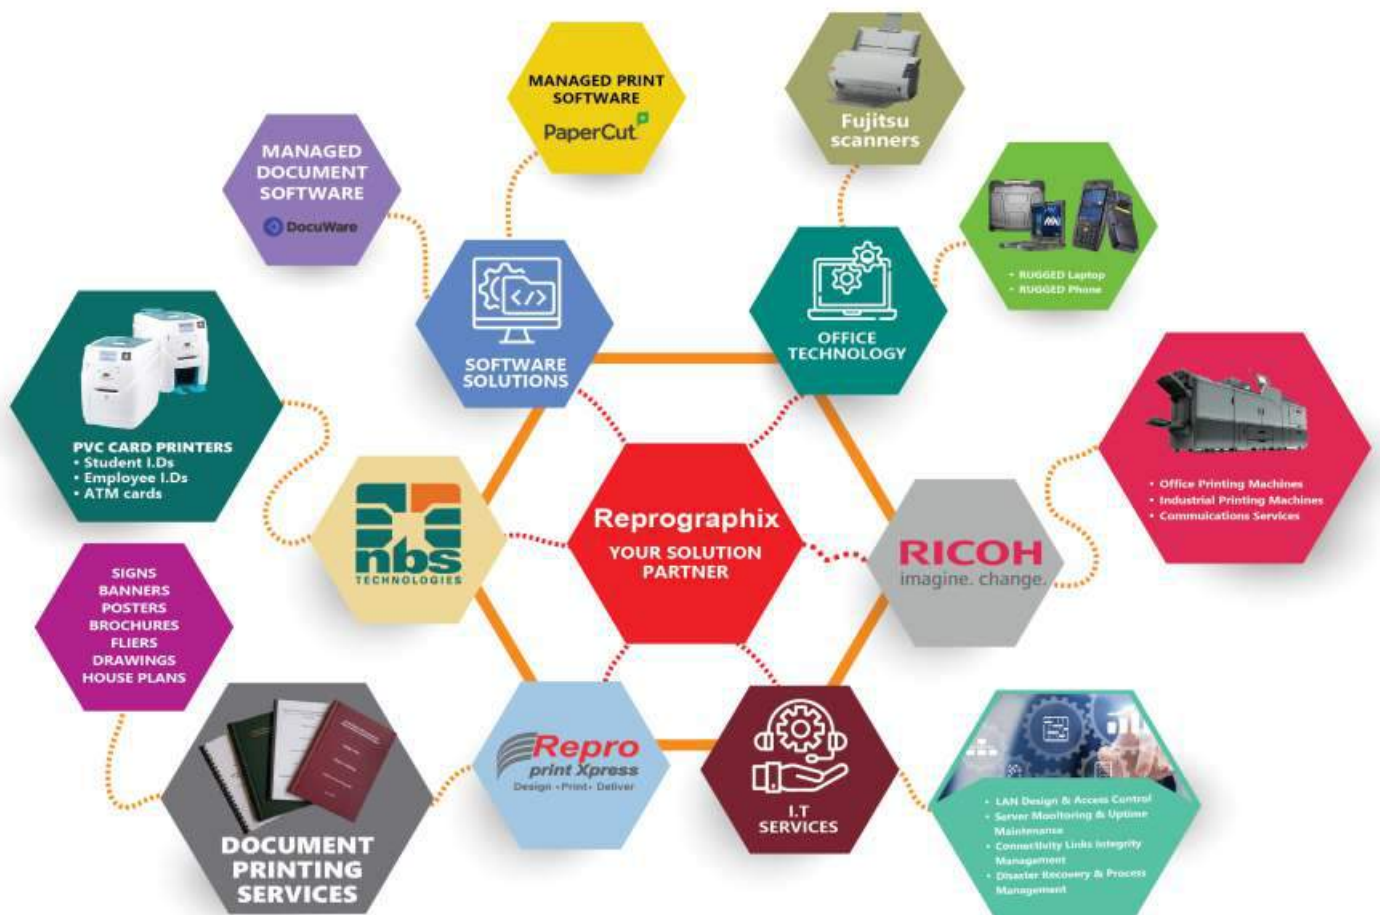 MANAGED PRINT
SOFTWARE
PaperCut
Fujitsu
scanners
MANAGED
DOCUMENT
SOFTWARE
DocuWare
• RUGGED Laptop
• RUGGED Phone
SOFTWARE
SOLUTIONS
OFFICE
TECHNOLOGY
PVC CARD PRINTERS
• Student I.Ds
• Employee I.Ds
• ATM cards
• Office Printing Machines
• Industrial Printing Machines
• Commuications Services
nbs
TECHNOLOGIES
Reprographix
YOUR SOLUTION
PARTNER
RICOH
imagine. change.
SIGNS
BANNERS
POSTERS
BROCHURES
FLIERS
DRAWINGS
HOUSE PLANS
Repro
print Xpress
Design • Print • Deliver
I.T
SERVICES
DOCUMENT
PRINTING
SERVICES
• LAN Design & Access Control
• Server Mooitoring & Uptime
Maintenanse
• Connectivity Links Integrity
Management
• Disaster Recovery & Process
Management